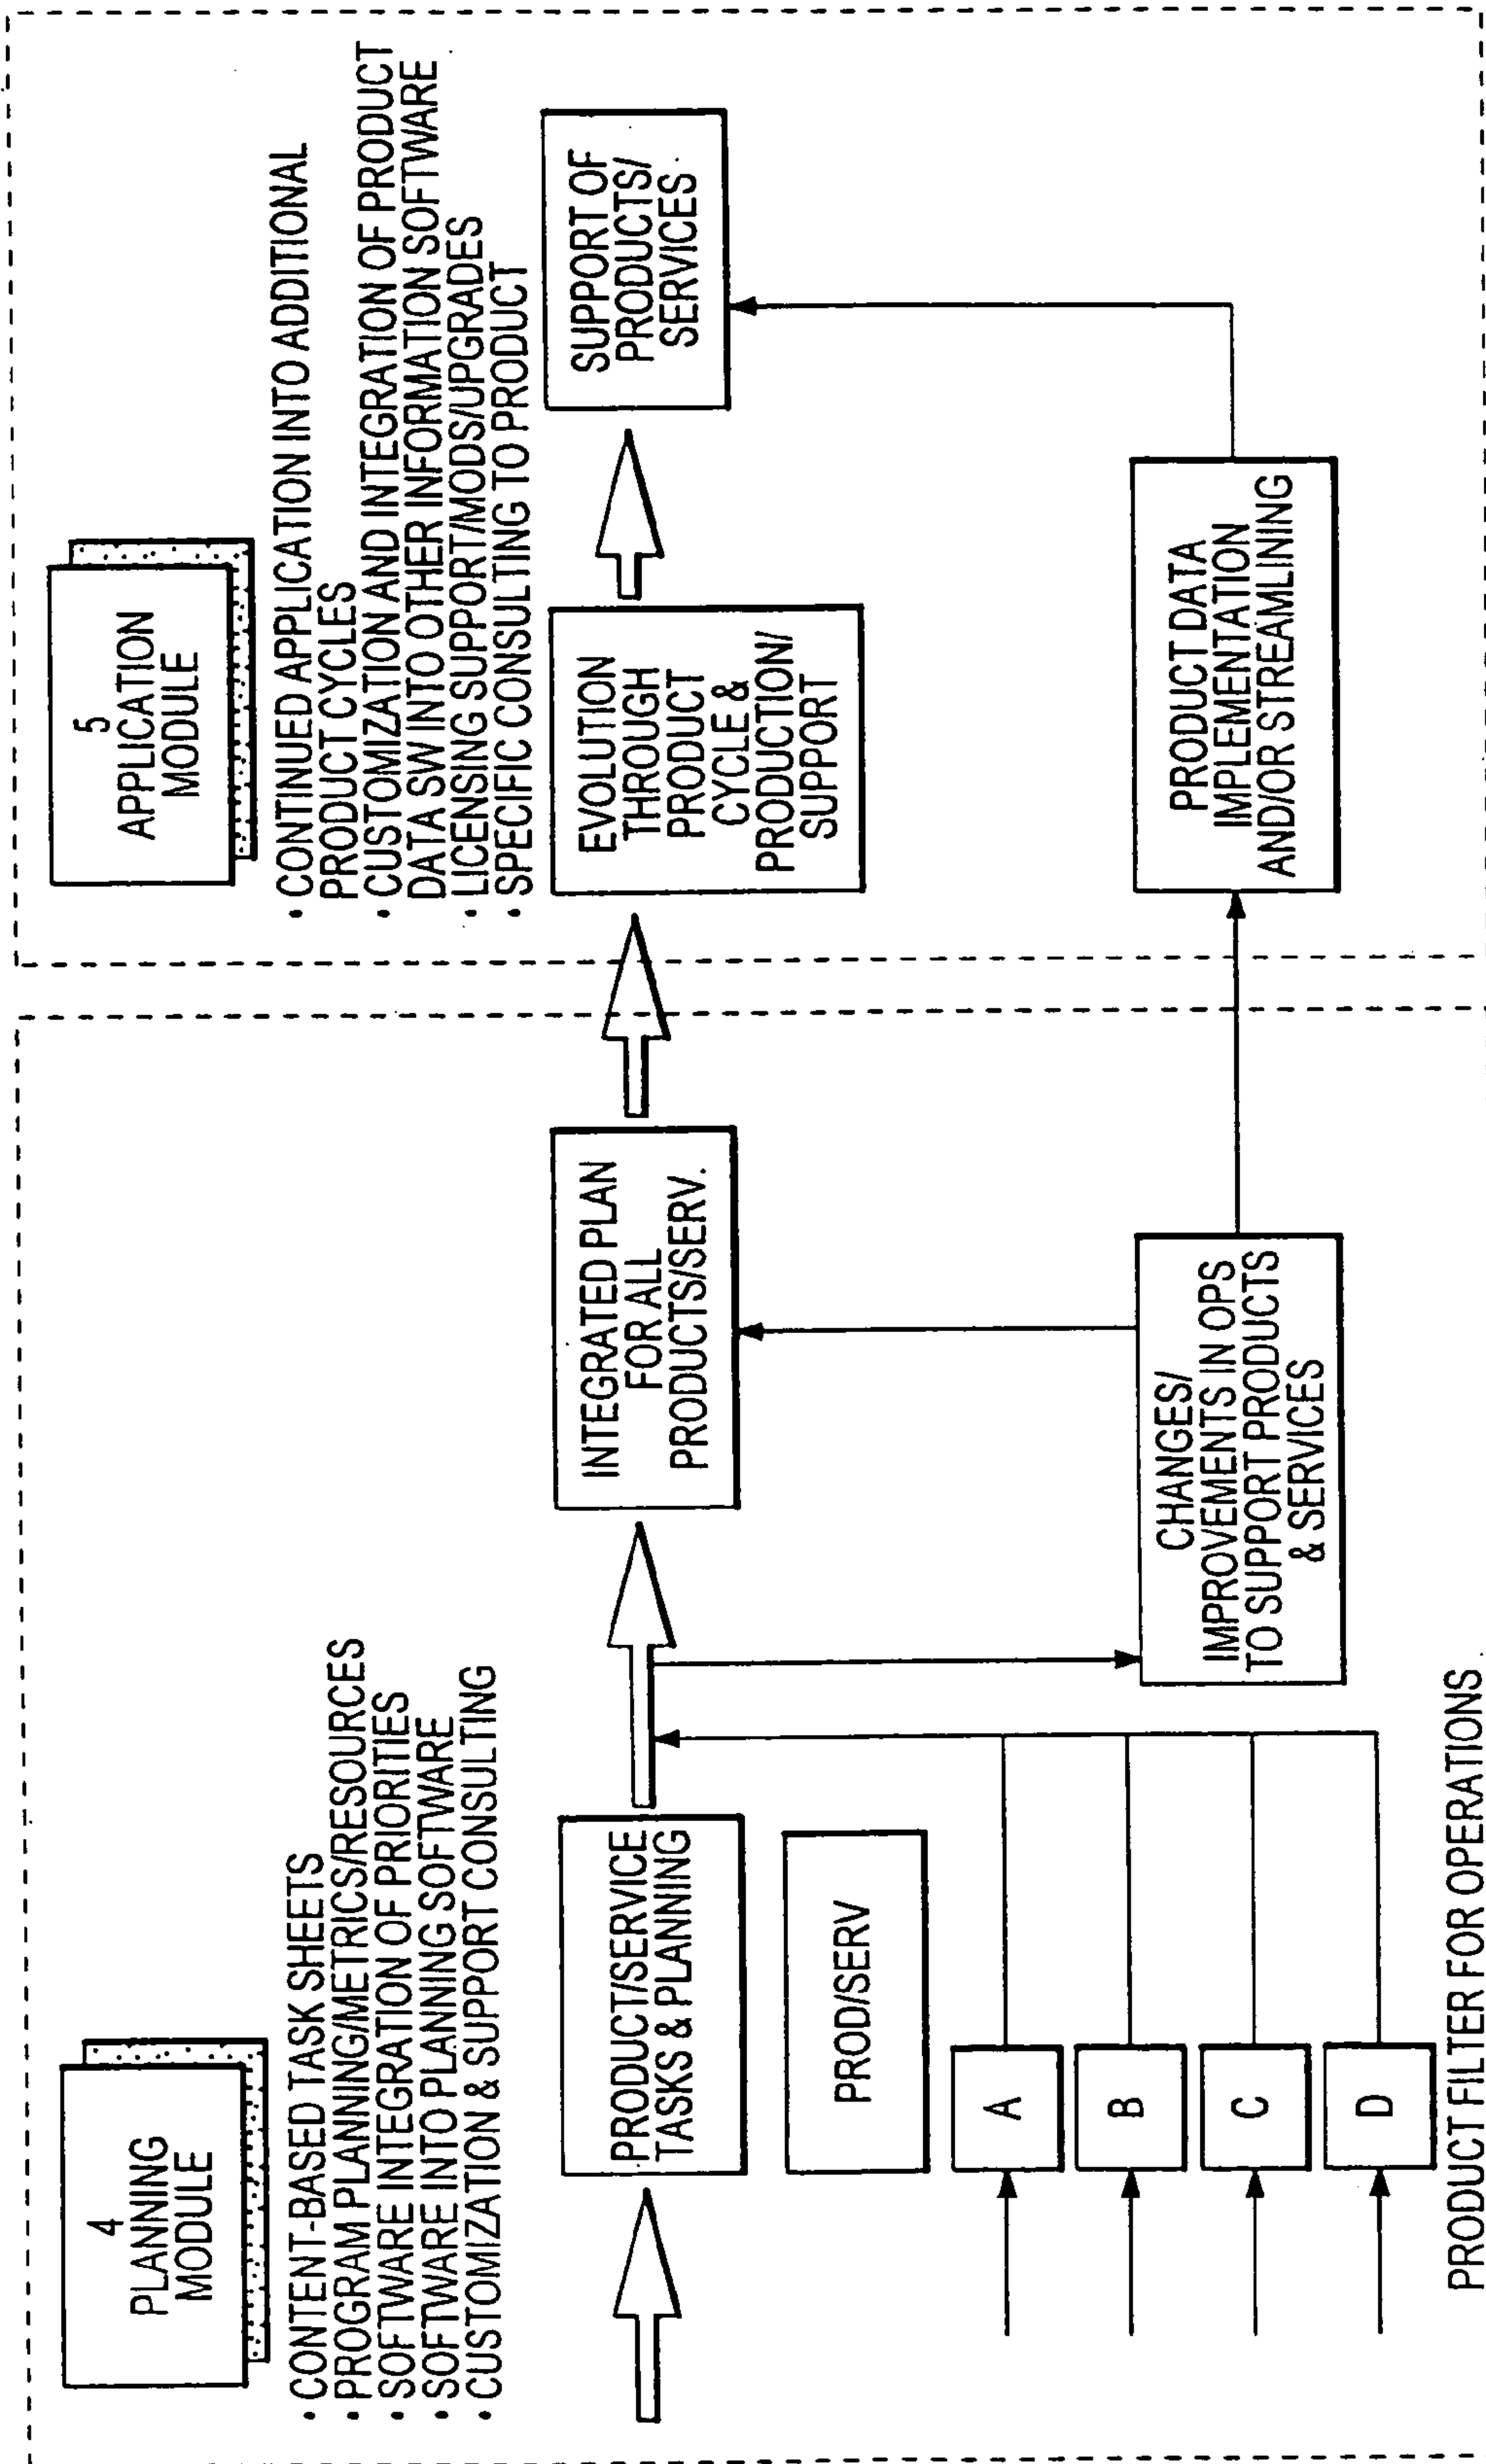 4
PLANNING
MODULE
• CONTENT-BASED TASK SHEETS
• PROGRAM PLANNING/METRICS/RESOURCES
• SOFTWARE INTEGRATION OF PRIORITIES
• SOFTWARE INTO PLANNING SOFTWARE
• CUSTOMIZATION & SUPPORT CONSULTING
PRODUCT/SERVICE
TASKS & PLANNING
INTEGRATED PLAN
FOR ALL
PRODUCTS/SERV.
PROD/SERV
A
B
C
D
CHANGES/
IMPROVEMENTS IN OPS
TO SUPPORT PRODUCTS
& SERVICES
PRODUCT FILTER FOR OPERATIONS
5
APPLICATION
MODULE
• CONTINUED APPLICATION INTO ADDITIONAL
PRODUCT CYCLES
• CUSTOMIZATION AND INTEGRATION OF PRODUCT
DATA SW INTO OTHER INFORMATION SOFTWARE
• LICENSING SUPPORT/MODS/UPGRADES
• SPECIFIC CONSULTING TO PRODUCT
EVOLUTION
THROUGH
PRODUCT
CYCLE &
PRODUCTION/
SUPPORT
SUPPORT OF
PRODUCTS/
SERVICES
PRODUCT DATA
IMPLEMENTATION
AND/OR STREAMLINING